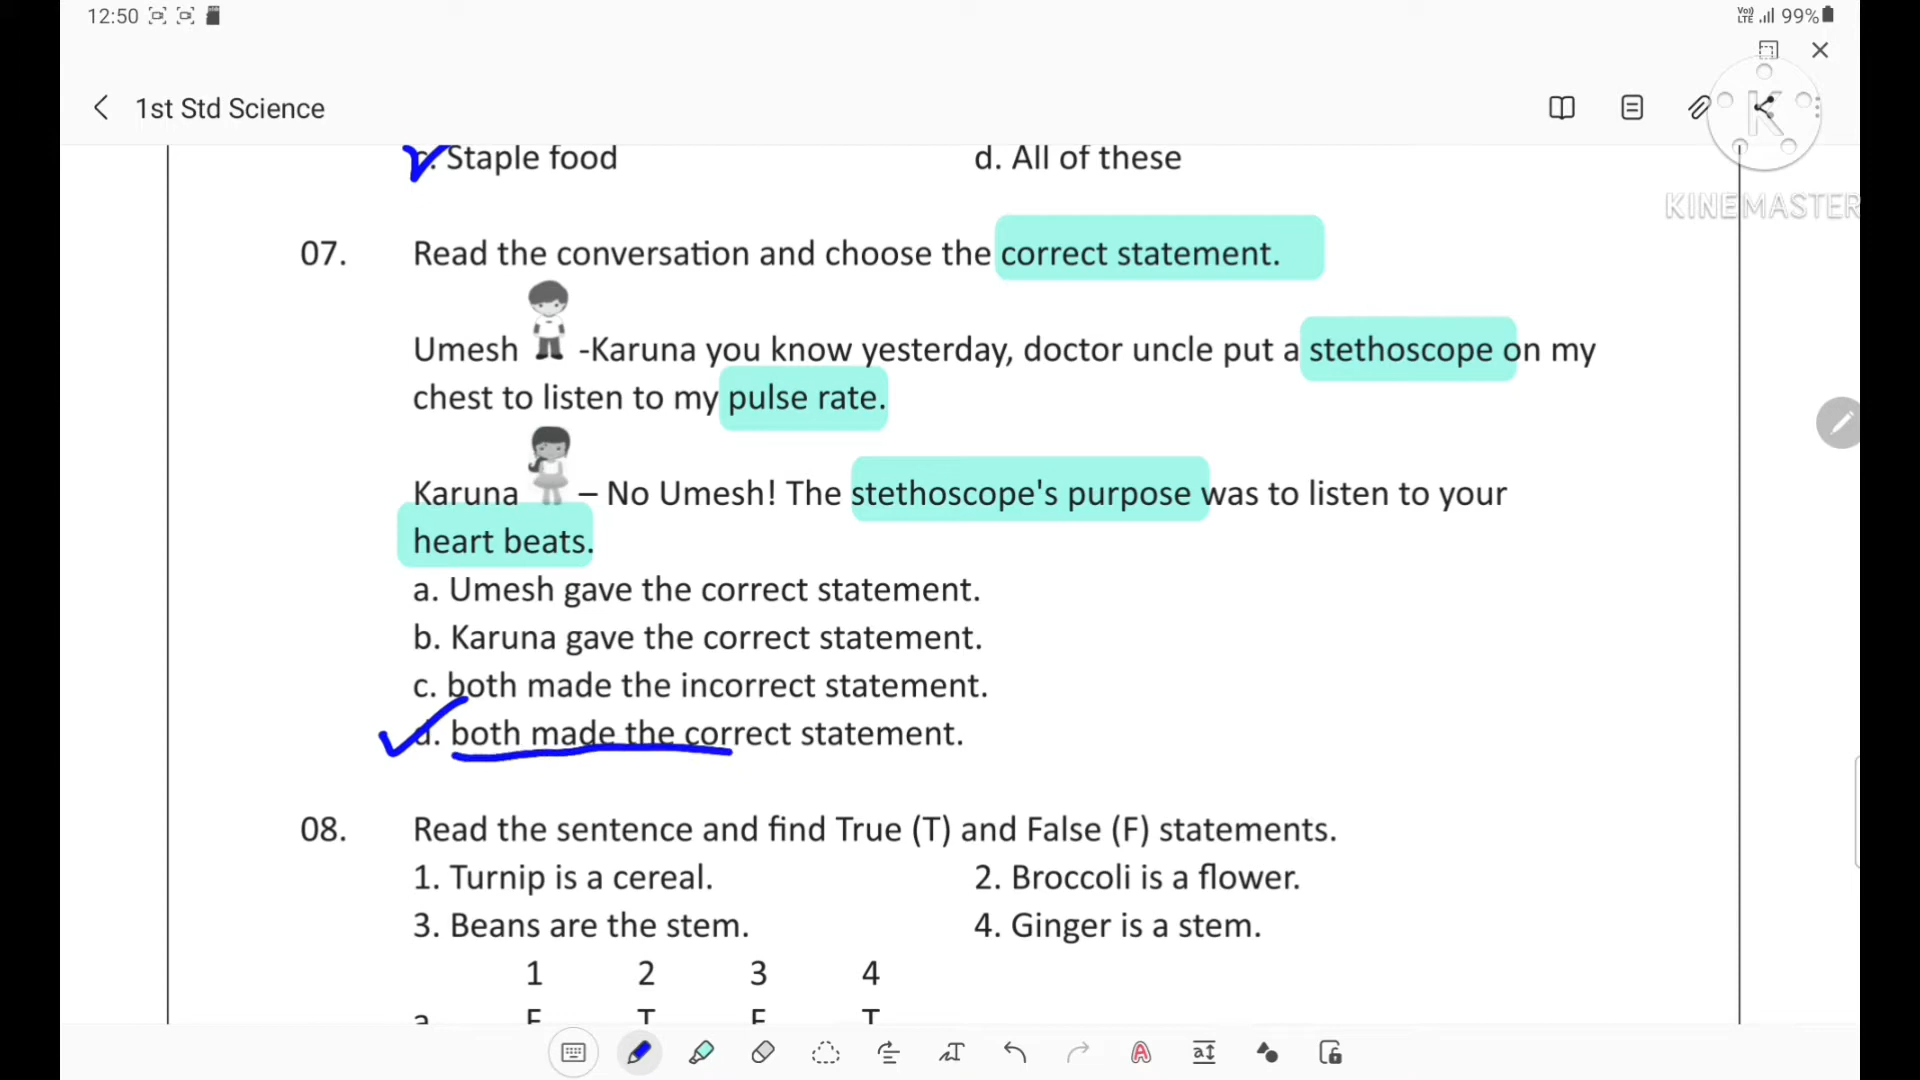 12:50
Vo)) LTE 99%
1st Std Science
K
KINEMASTER
c. Staple food d. All of these
07. Read the conversation and choose the correct statement.
Umesh -Karuna you know yesterday, doctor uncle put a stethoscope on my
chest to listen to my pulse rate.
Karuna – No Umesh! The stethoscope's purpose was to listen to your
heart beats.
a. Umesh gave the correct statement.
b. Karuna gave the correct statement.
c. both made the incorrect statement.
d. both made the correct statement.
08. Read the sentence and find True (T) and False (F) statements.
1. Turnip is a cereal. 2. Broccoli is a flower.
3. Beans are the stem. 4. Ginger is a stem.
1 2 3 4
a F T F T